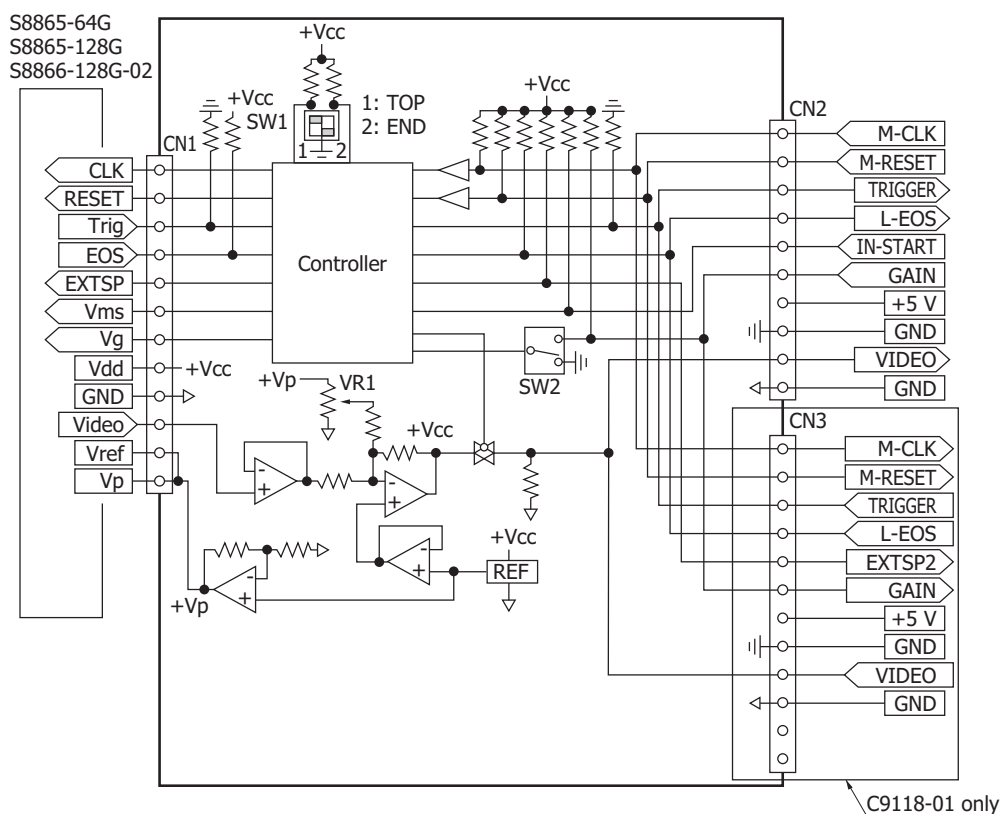 S8865-64G
S8865-128G
S8866-128G-02
+Vcc
+Vcc
SW1
1: TOP
2: END
1 2
+Vcc
CN1
CLK
RESET
Trig
EOS
EXTSP
Vms
Vg
Vdd
+Vcc
GND
Video
Vref
Vp
Controller
SW2
+Vp
VR1
+Vcc
-
+
-
+
-
+
-
+
+Vp
+Vcc
REF
CN2
M-CLK
M-RESET
TRIGGER
L-EOS
IN-START
GAIN
+5 V
GND
VIDEO
GND
CN3
M-CLK
M-RESET
TRIGGER
L-EOS
EXTSP2
GAIN
+5 V
GND
VIDEO
GND
C9118-01 only